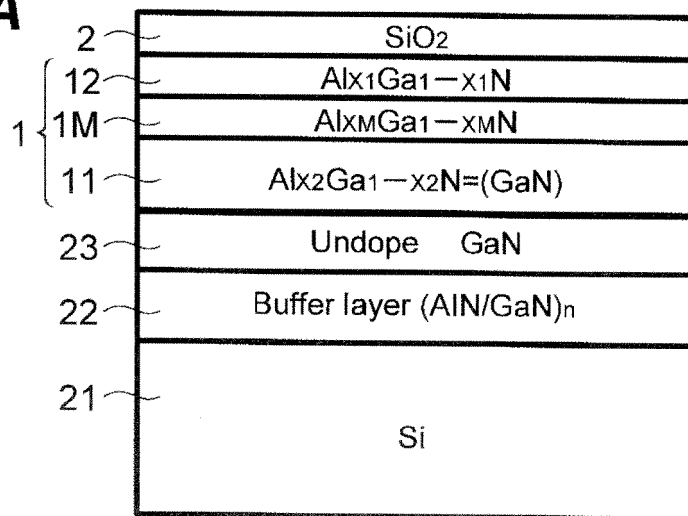 A
2 SiO2
12 Alx1Ga1−x1N
1 1M AlxMGa1−xMN
11 Alx2Ga1−x2N=(GaN)
23 Undope GaN
22 Buffer layer (AlN/GaN)n
21 Si